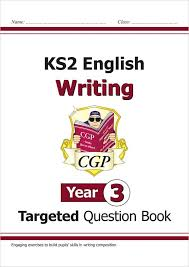 Name: Class:
KS2 English
Writing
CGP
CGP
Year 3
Targeted Question Book
Engaging exercises to build pupils' skills in writing composition